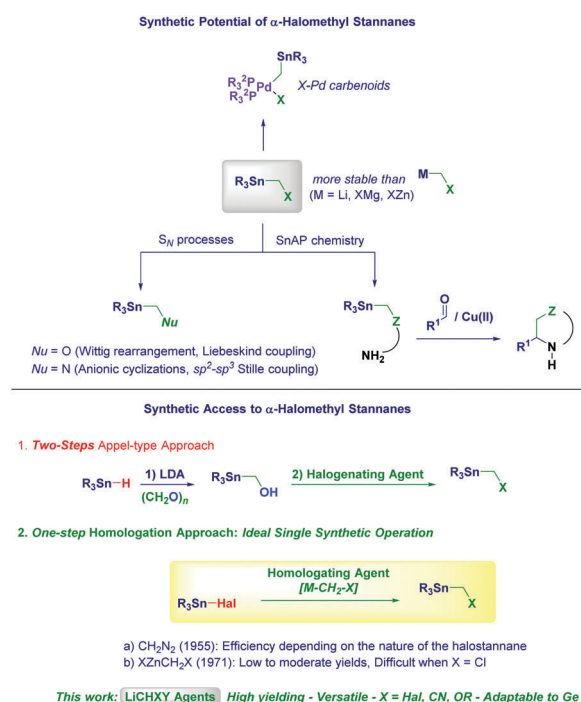 Synthetic Potential of α-Halomethyl Stannanes
SnR3
R3²P
R3²P Pd X
X-Pd carbenoids
R3Sn X
more stable than
(M = Li, XMg, XZn)
M X
SN processes
SnAP chemistry
R3Sn Nu
R3Sn Z
NH2
O
R¹ / Cu(II)
Z
R¹ N
H
Nu = O (Wittig rearrangement, Liebeskind coupling)
Nu = N (Anionic cyclizations, sp²-sp³ Stille coupling)
Synthetic Access to α-Halomethyl Stannanes
1. Two-Steps Appel-type Approach
R3Sn–H
1) LDA
(CH2O)n
R3Sn OH
2) Halogenating Agent
R3Sn X
2. One-step Homologation Approach: Ideal Single Synthetic Operation
R3Sn–Hal
Homologating Agent
[M-CH2-X]
R3Sn X
a) CH2N2 (1955): Efficiency depending on the nature of the halostannane
b) XZnCH2X (1971): Low to moderate yields, Difficult when X = Cl
This work: LiCHXY Agents High yielding - Versatile - X = Hal, CN, OR - Adaptable to Ge